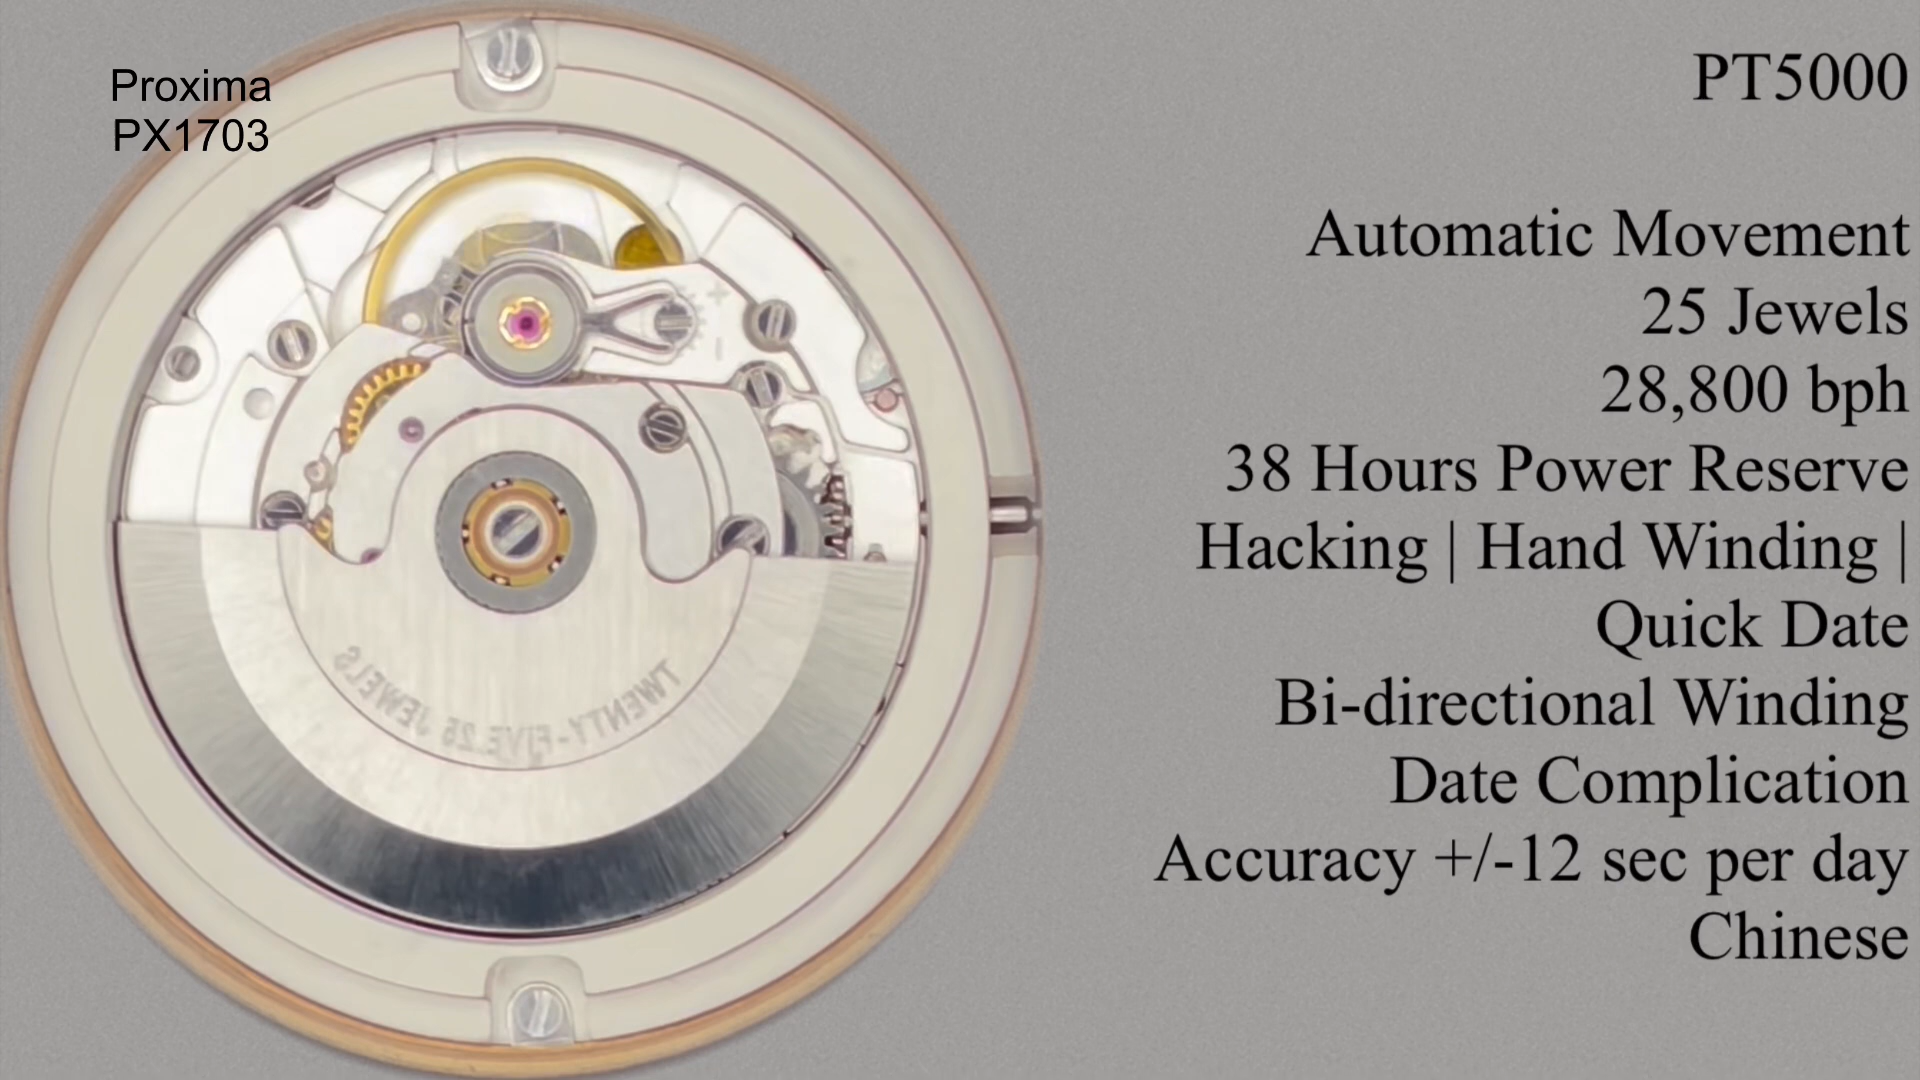 Proxima
PX1703
PT5000
Automatic Movement
25 Jewels
28,800 bph
38 Hours Power Reserve
Hacking | Hand Winding |
Quick Date
Bi-directional Winding
Date Complication
Accuracy +/-12 sec per day
Chinese
TWENTY-FIVE 25 JEWELS
+
-